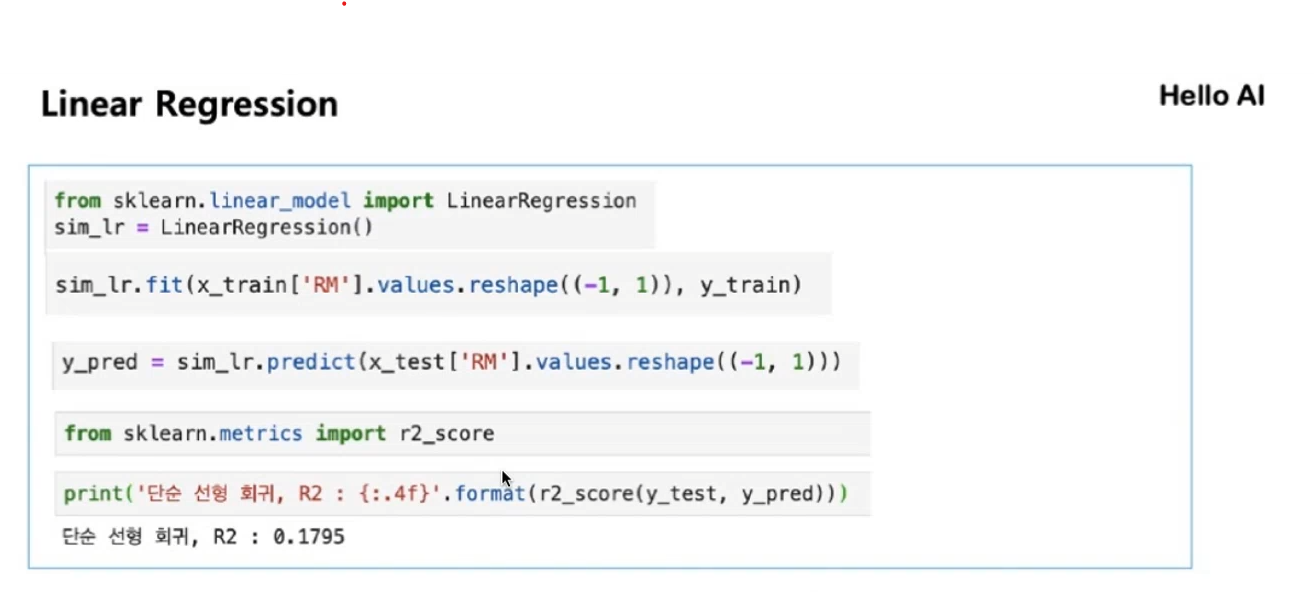 Linear Regression
Hello AI
from sklearn.linear_model import LinearRegression
sim_lr = LinearRegression()
sim_lr.fit(x_train['RM'].values.reshape((-1, 1)), y_train)
y_pred = sim_lr.predict(x_test['RM'].values.reshape((-1, 1)))
from sklearn.metrics import r2_score
print('단순 선형 회귀, R2 : {:.4f}'.format(r2_score(y_test, y_pred)))
단순 선형 회귀, R2 : 0.1795